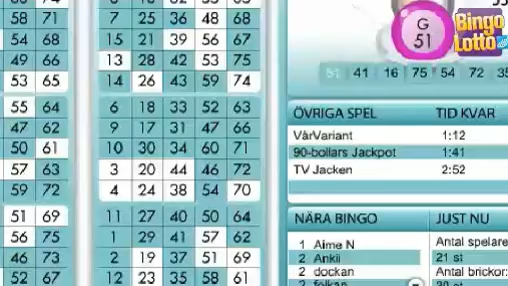 58 71
54 68
49 66
53 65
55 64
47 62
50 61
57 63
59 72
51 69
56 75
46 73
52 67
7 25 36 48 68
15 21 39 56 67
13 28 42 53 75
14 26 43 59 74
6 18 33 52 63
9 17 31 47 66
10 30 34 60 71
3 20 44 46 72
4 24 38 54 70
11 27 40 50 64
1 29 41 57 62
2 19 37 51 69
12 23 35 58 61
G
51
Bingo
Lotto
51 41 16 75 54 72
ÖVRIGA SPEL TID KVAR
VårVariant 1:12
90-bollars Jackpot 1:41
TV Jacken 2:52
NÄRA BINGO JUST NU
1 Aime N
2 Ankii
2 dockan
2 folkan
Antal spelare
21 st
Antal brickor: